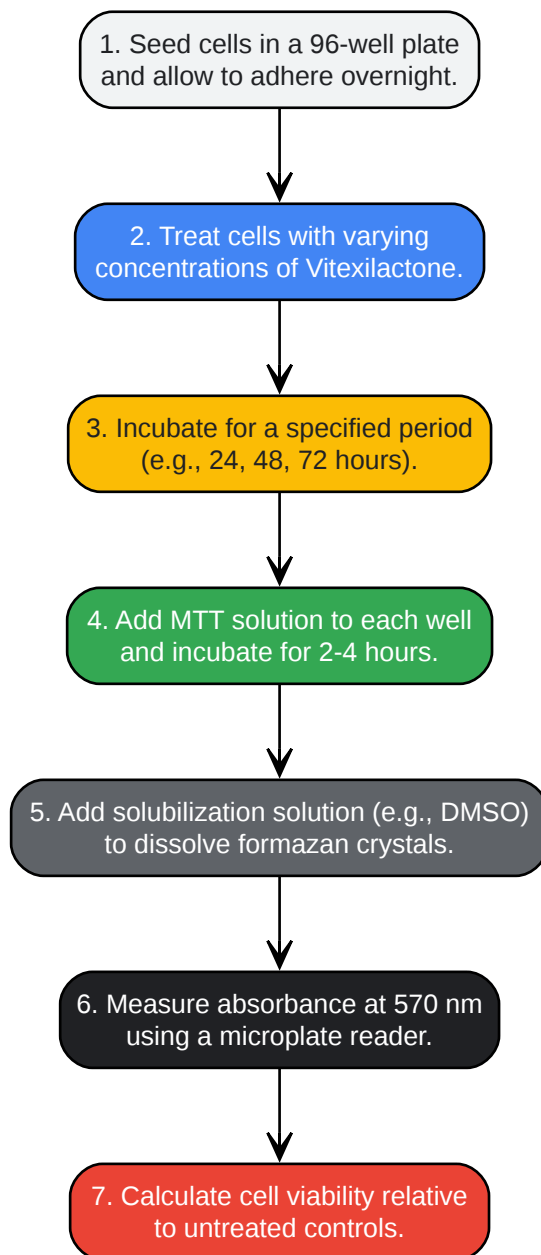 1. Seed cells in a 96-well plate
and allow to adhere overnight.
2. Treat cells with varying
concentrations of Vitexilactone.
3. Incubate for a specified period
(e.g., 24, 48, 72 hours).
4. Add MTT solution to each well
and incubate for 2-4 hours.
5. Add solubilization solution (e.g., DMSO)
to dissolve formazan crystals.
6. Measure absorbance at 570 nm
using a microplate reader.
7. Calculate cell viability relative
to untreated controls.